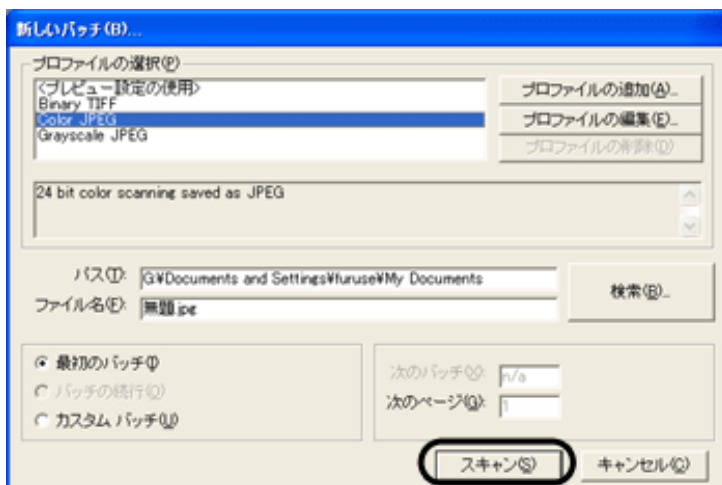 新しいバッチ(B)...
プロファイルの選択(P)
<プレビュー設定の使用>
Binary TIFF
Color JPEG
Grayscale JPEG
プロファイルの追加(A)...
プロファイルの編集(E)...
プロファイルの削除(D)
24 bit color scanning saved as JPEG
パス(T):
G¥Documents and Settings¥furuse¥My Documents
ファイル名(F):
無題.jpg
検索(B)...
最初のバッチ(I)
バッチの続行(O)
カスタム バッチ(U)
次のバッチ(X):
n/a
次のページ(G):
1
スキャン(S)
キャンセル(C)